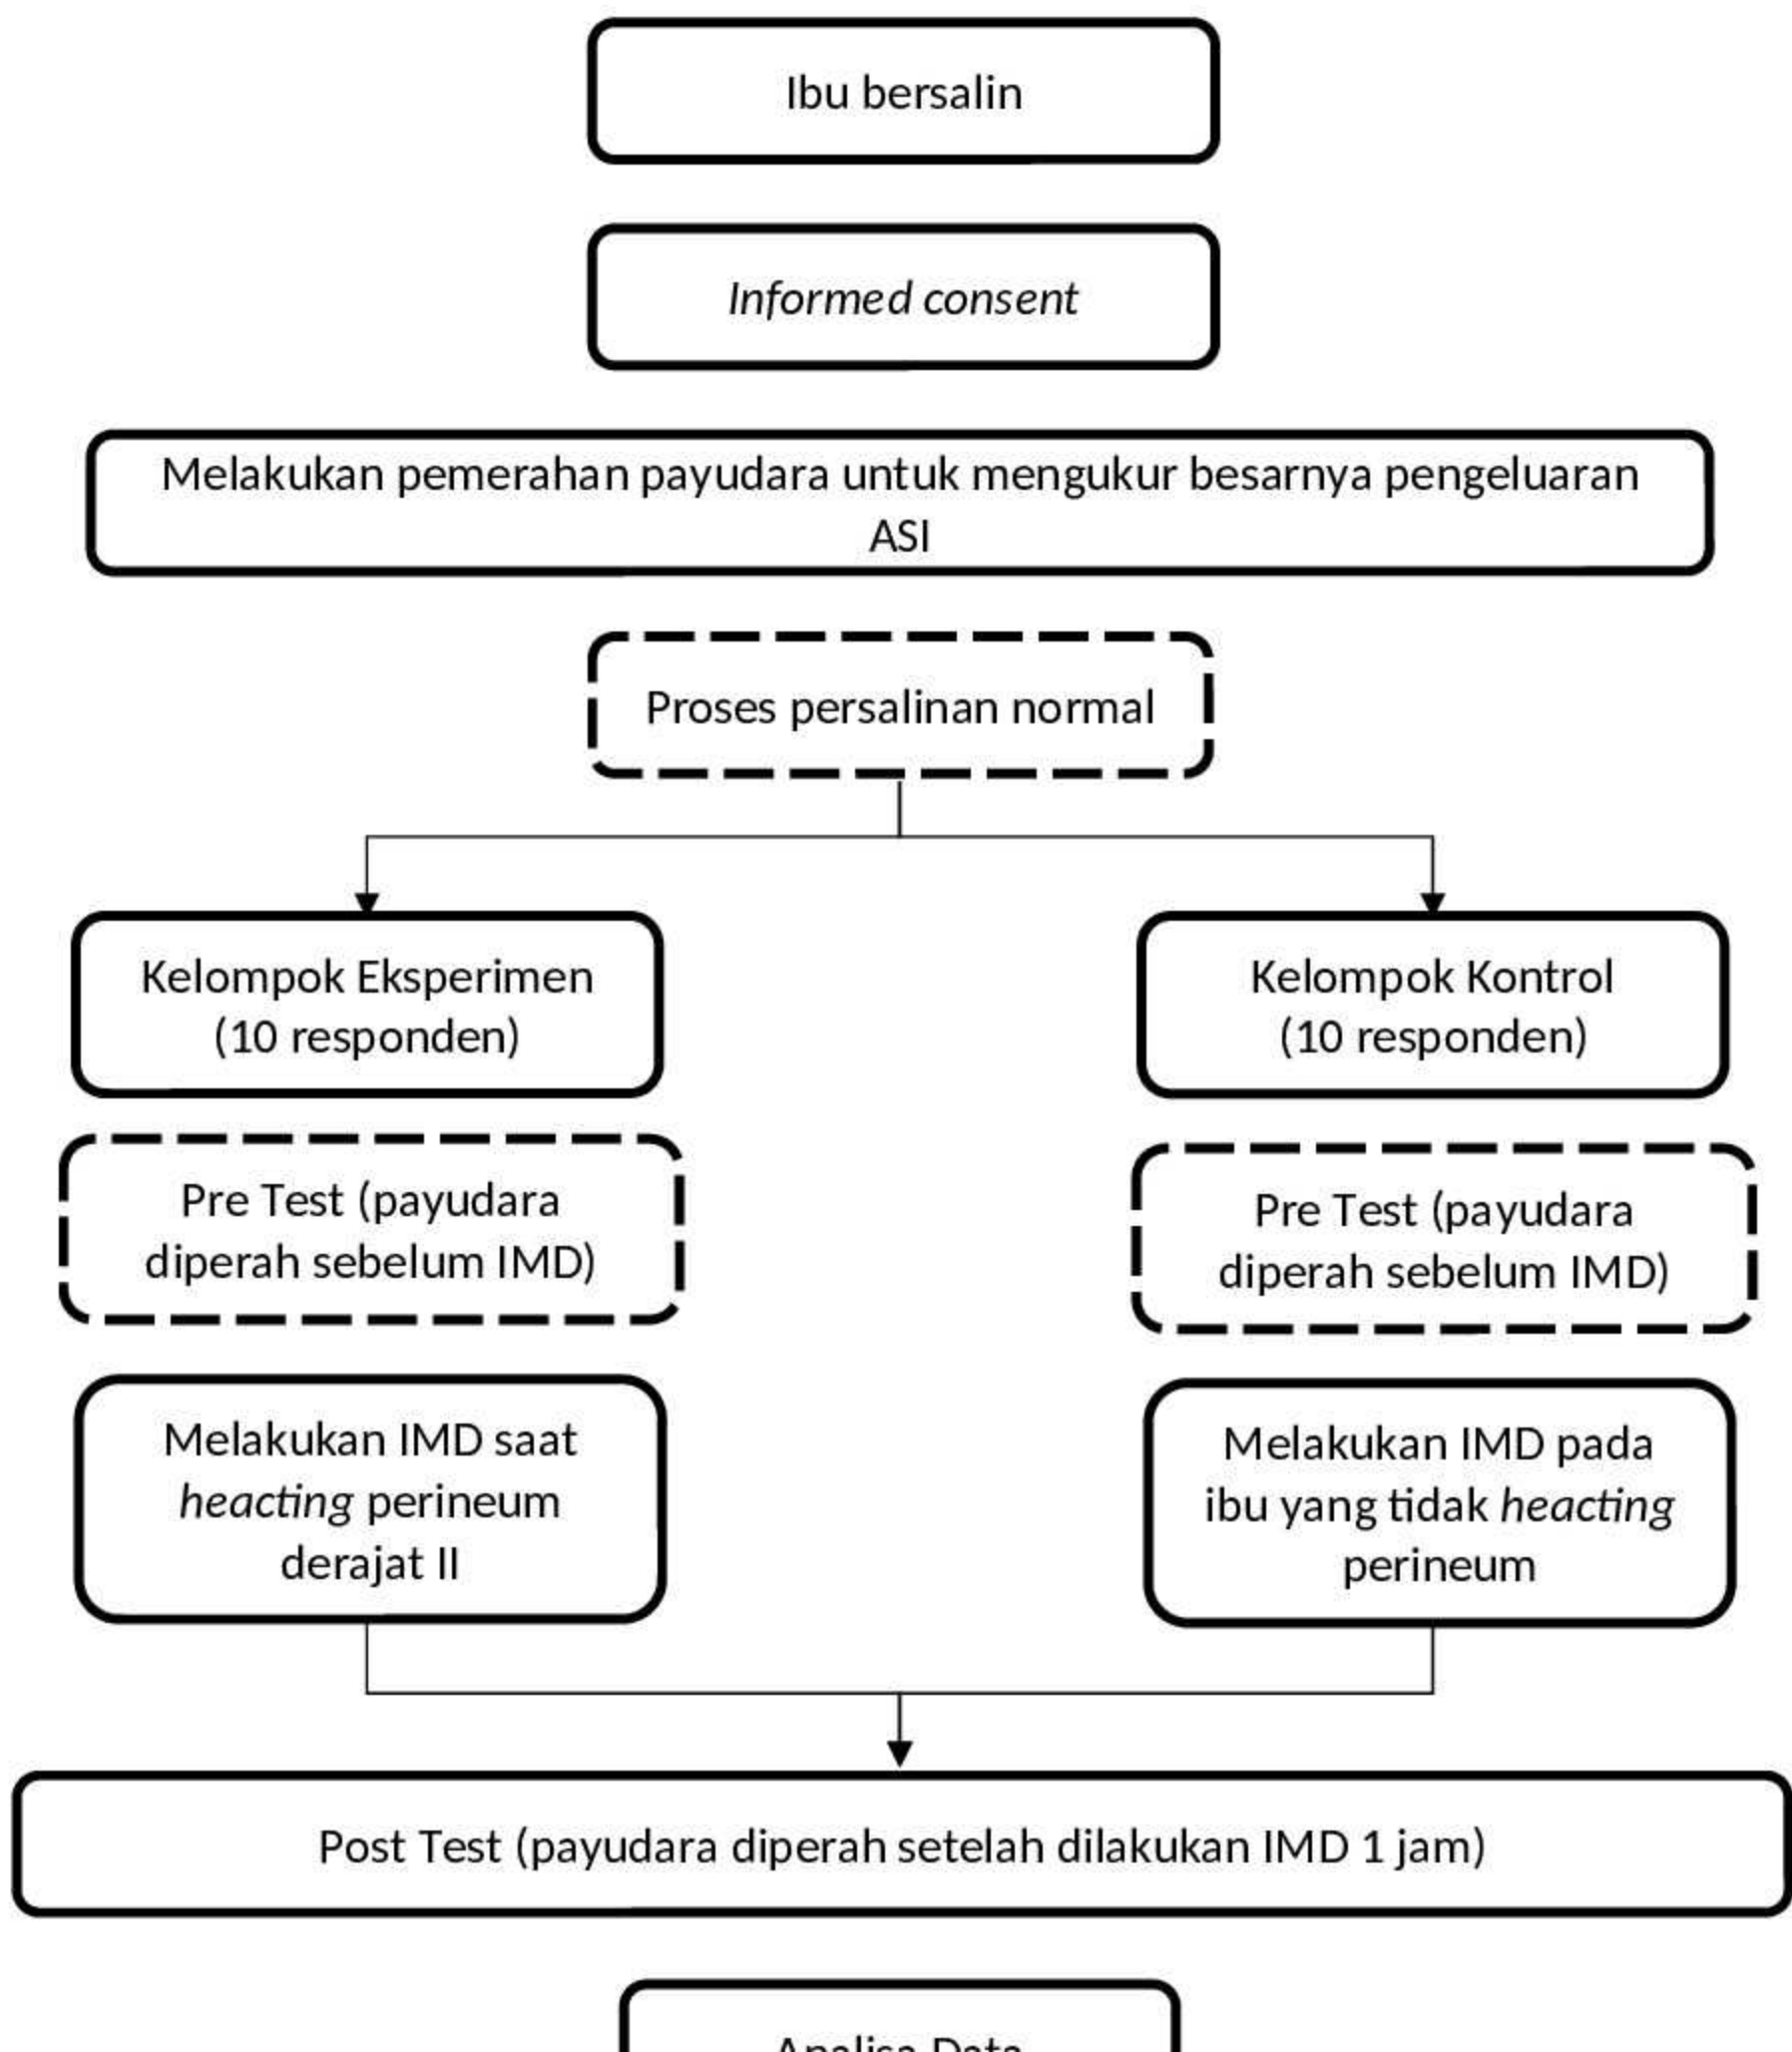 Ibu bersalin
Informed consent
Melakukan pemerahan payudara untuk mengukur besarnya pengeluaran
ASI
Proses persalinan normal
Kelompok Eksperimen
(10 responden)
Kelompok Kontrol
(10 responden)
Pre Test (payudara
diperah sebelum IMD)
Pre Test (payudara
diperah sebelum IMD)
Melakukan IMD saat
heacting perineum
derajat II
Melakukan IMD pada
ibu yang tidak heacting
perineum
Post Test (payudara diperah setelah dilakukan IMD 1 jam)
Analisa Data